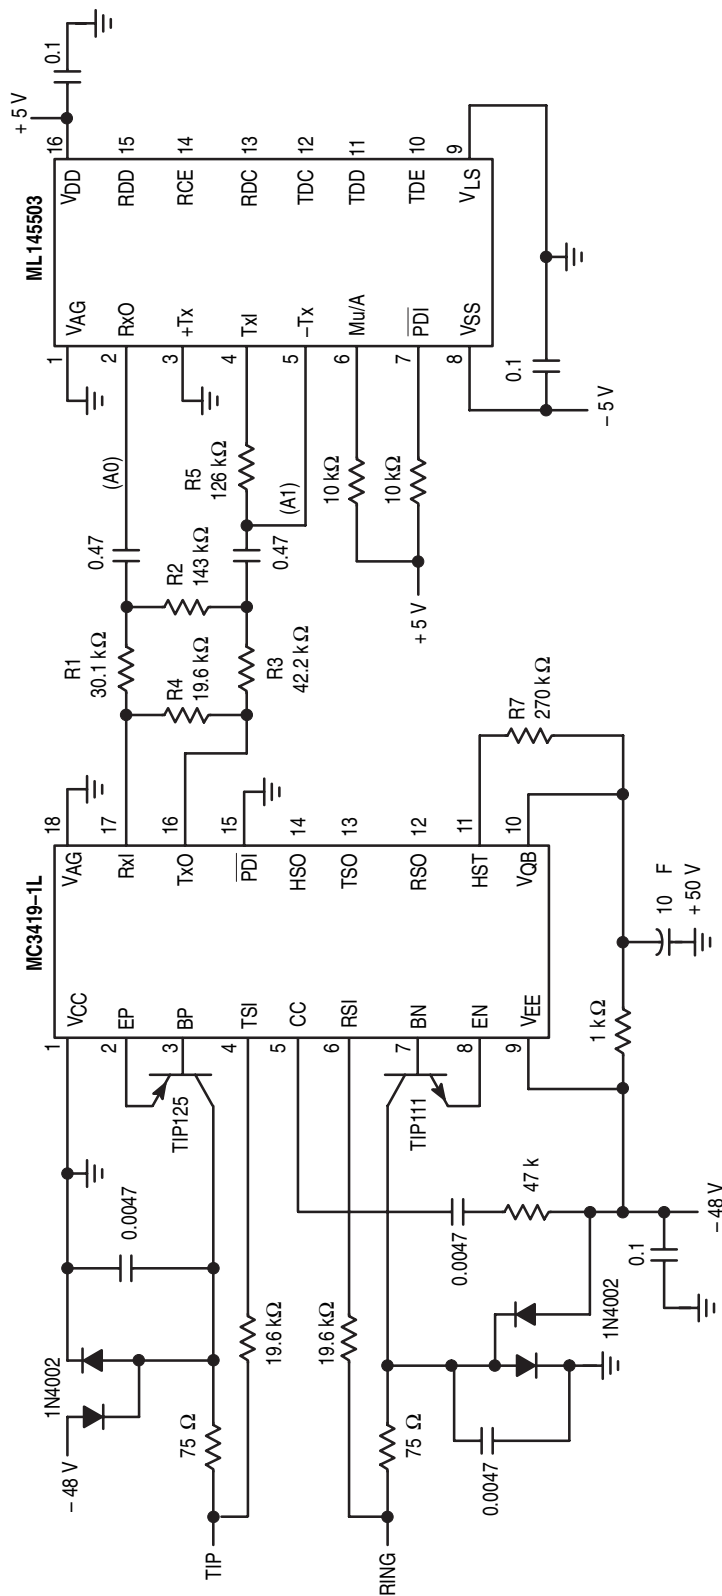 MC3419–1L
ML145503
1
VCC
2
EP
3
BP
4
TSI
5
CC
6
RSI
7
BN
8
EN
9
VEE
18
VAG
17
RxI
16
TxO
15
PDI
14
HSO
13
TSO
12
RSO
11
HST
10
VQB
1
VAG
2
RxO
3
+Tx
4
TxI
5
–Tx
6
Mu/A
7
PDI
8
VSS
16
VDD
15
RDD
14
RCE
13
RDC
12
TDC
11
TDD
10
TDE
9
VLS
– 48 V
1N4002
0.0047
TIP125
TIP
75 Ω
19.6 kΩ
RING
75 Ω
19.6 kΩ
TIP111
0.0047
47 k
0.0047
1N4002
0.1
– 48 V
1 kΩ
10 F
+ 50 V
R7
270 kΩ
R1
30.1 kΩ
R4
19.6 kΩ
R2
143 kΩ
R3
42.2 kΩ
0.47
0.47
(A0)
R5
126 kΩ
(A1)
10 kΩ
10 kΩ
+ 5 V
+ 5 V
0.1
0.1
– 5 V